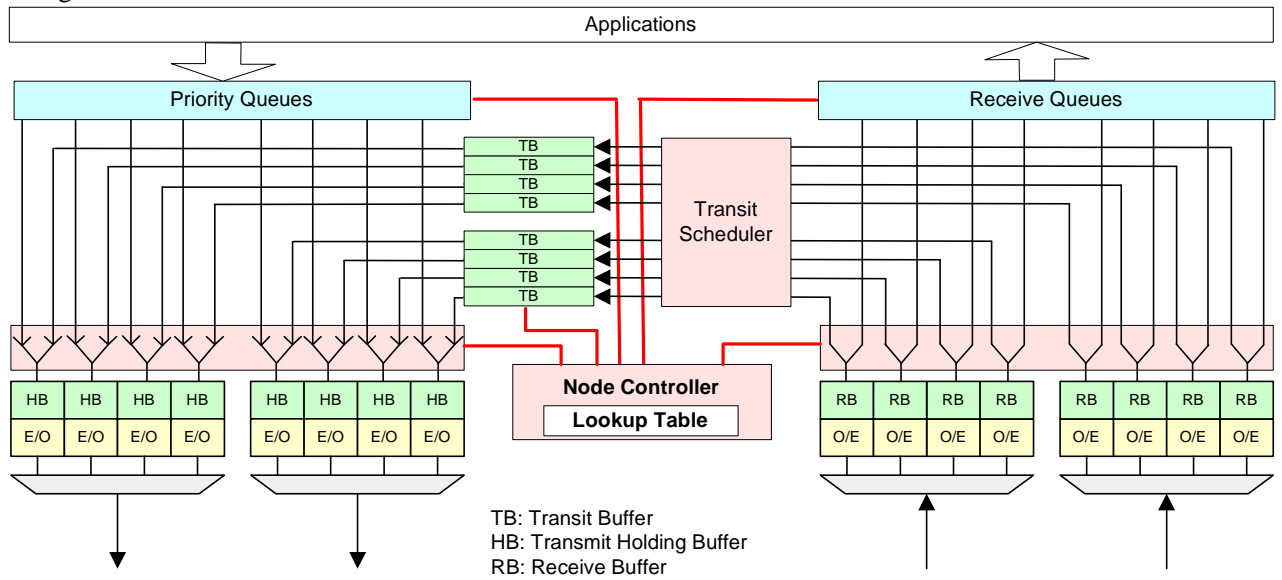 Applications
Priority Queues
Receive Queues
TB
TB
TB
TB
Transit
Scheduler
TB
TB
TB
TB
Node Controller
Lookup Table
HB HB HB HB HB HB HB HB
RB RB RB RB RB RB RB RB
E/O E/O E/O E/O E/O E/O E/O E/O
O/E O/E O/E O/E O/E O/E O/E O/E
TB: Transit Buffer
HB: Transmit Holding Buffer
RB: Receive Buffer